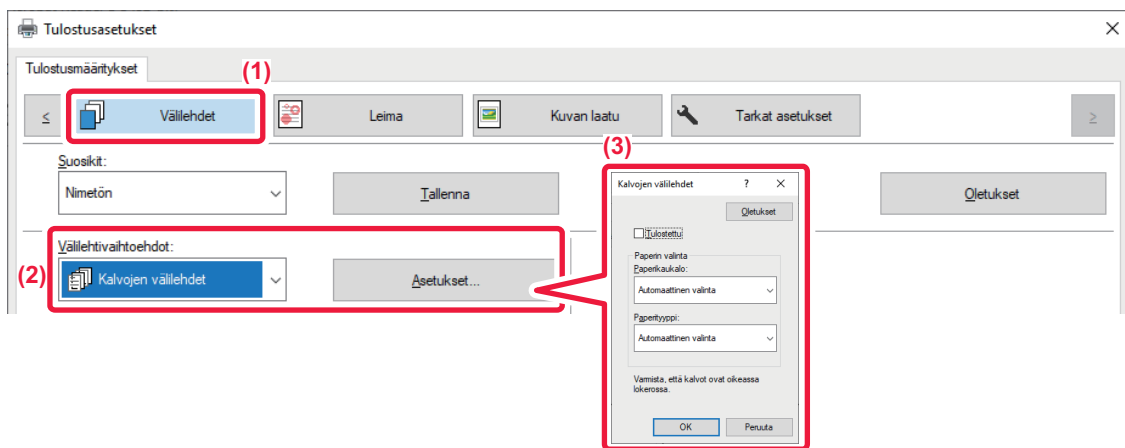 Tulostusasetukset
Tulostusmääritykset
(1)
≤ Välilehdet Leima Kuvan laatu Tarkat asetukset ≥
(3)
Suosikit:
Nimetön Tallenna Oletukset
Välilehtivaihtoehdot:
(2) Kalvojen välilehdet Asetukset...
Kalvojen välilehdet ?
Oletukset
Tulostettu
Paperin valinta
Paperikaukalo:
Automaattinen valinta
Paperityyppi:
Automaattinen valinta
Varmista, että kalvot ovat oikeassa
lokerossa.
OK Peruuta